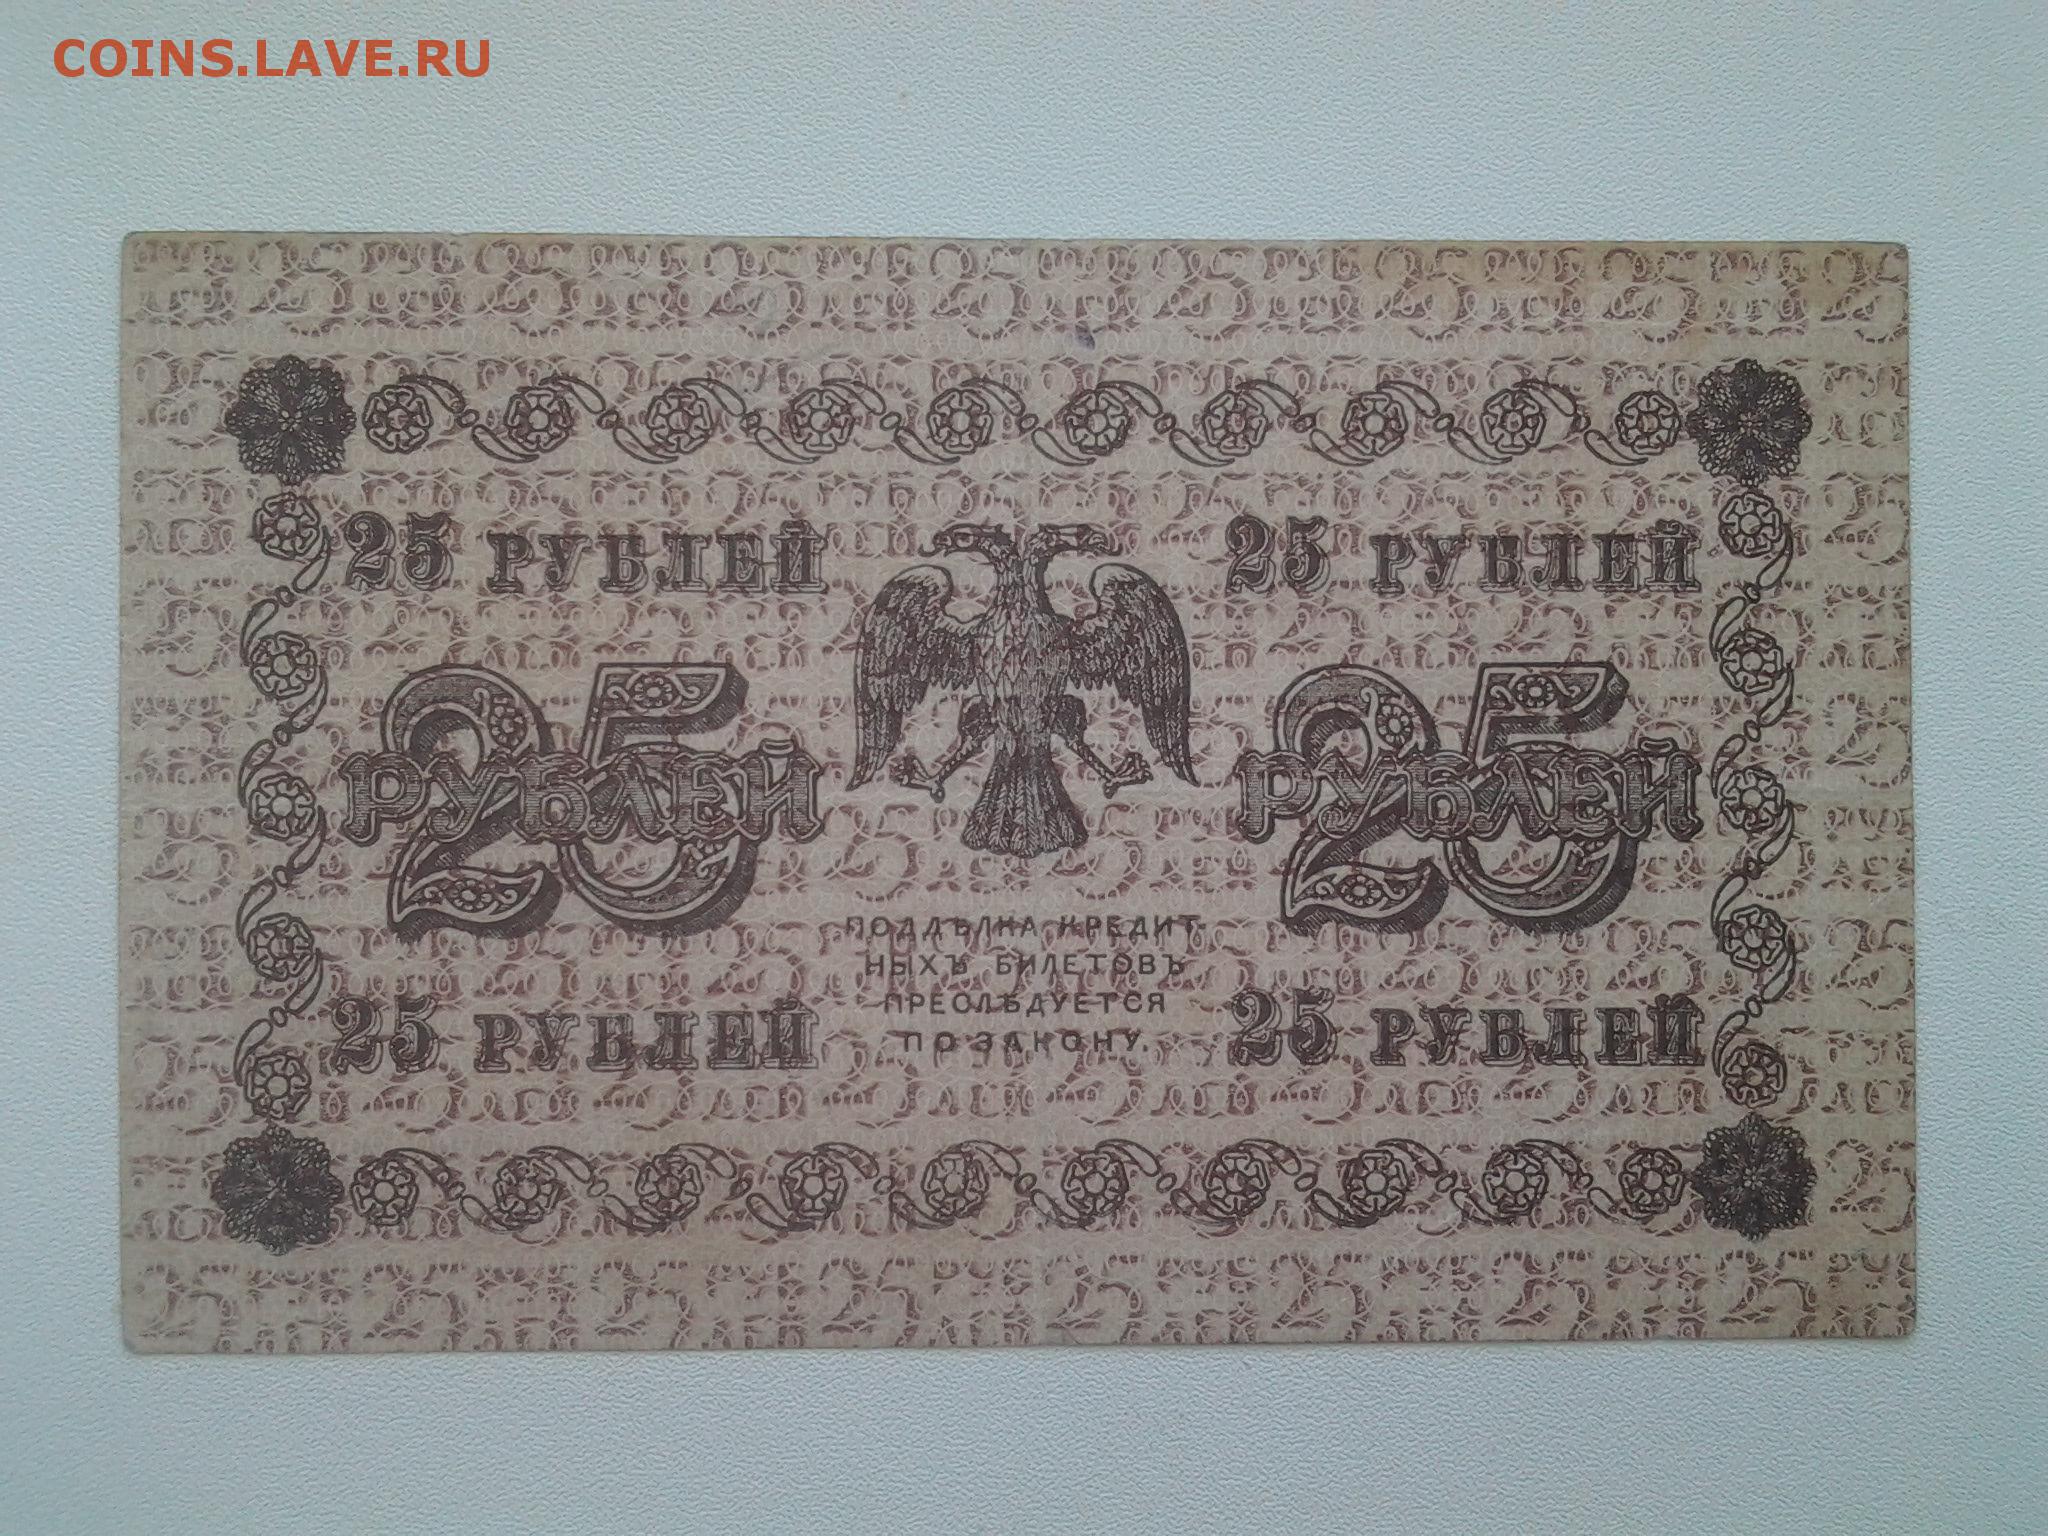 COINS.LAVE.RU
25 РУБЛЕЙ
25 РУБЛЕЙ
25 РУБЛЕЙ
25 РУБЛЕЙ
ПОДДѢЛКА КРЕДИТ-
НЫХЪ БИЛЕТОВЪ
ПРЕСЛѢДУЕТСЯ
ПО ЗАКОНУ.
25 РУБЛЕЙ
25 РУБЛЕЙ